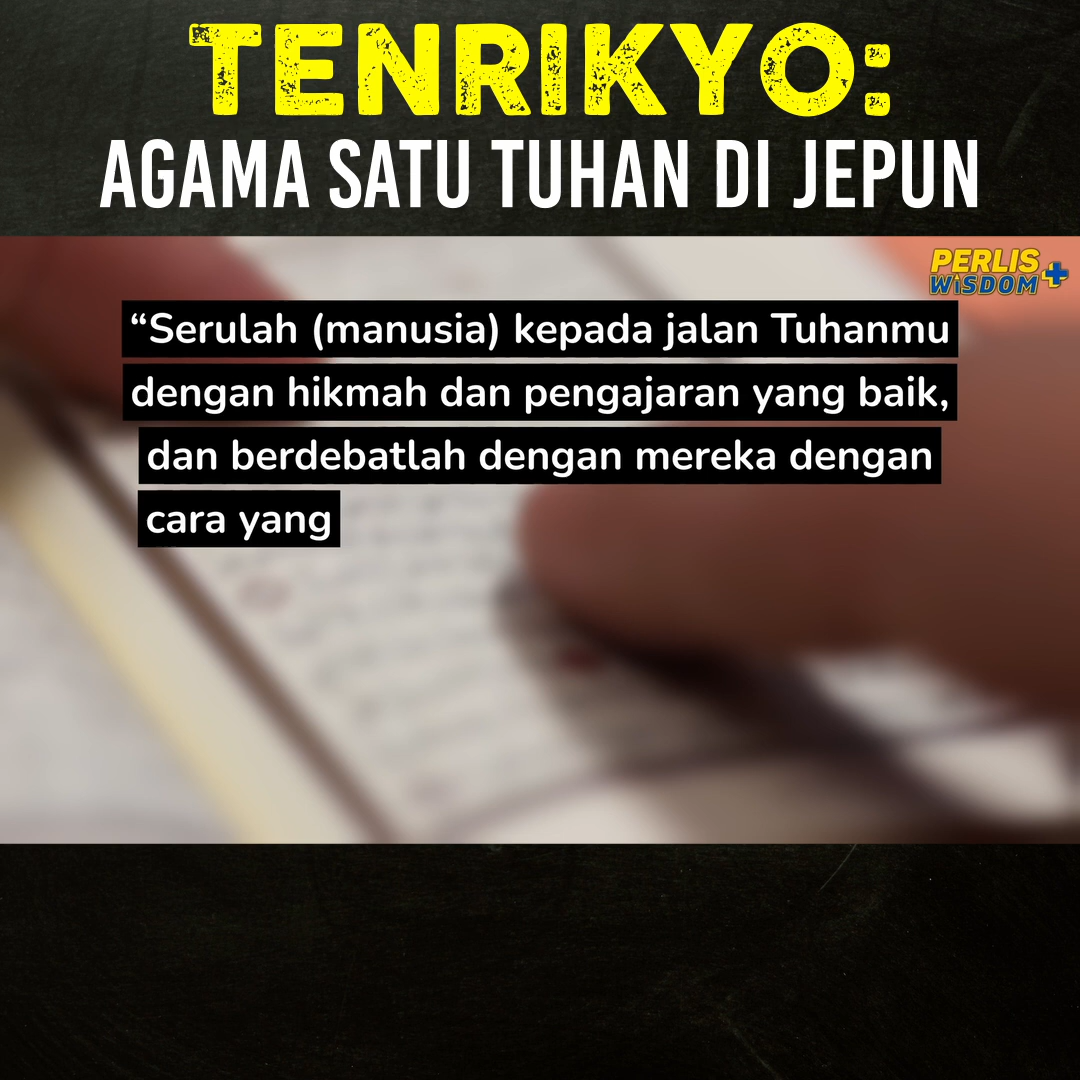 TENRIKYO:
AGAMA SATU TUHAN DI JEPUN
PERLIS
WiSDOM+
“Serulah (manusia) kepada jalan Tuhanmu
dengan hikmah dan pengajaran yang baik,
dan berdebatlah dengan mereka dengan
cara yang